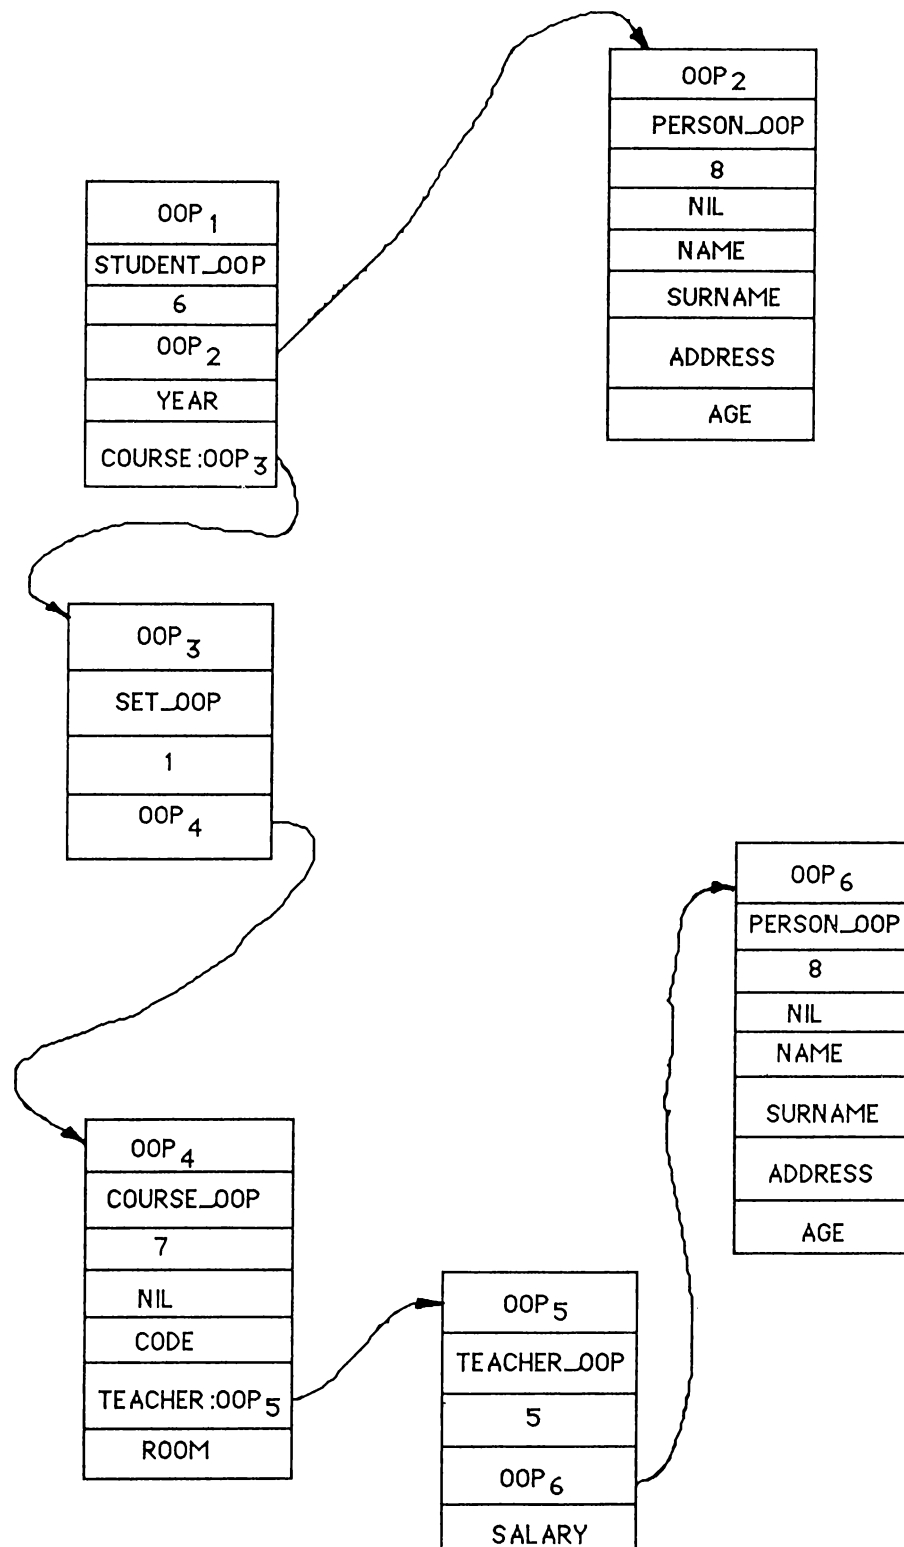 OOP1
STUDENT_OOP
6
OOP2
YEAR
COURSE:OOP3
OOP2
PERSON_OOP
8
NIL
NAME
SURNAME
ADDRESS
AGE
OOP3
SET_OOP
1
OOP4
OOP4
COURSE_OOP
7
NIL
CODE
TEACHER:OOP5
ROOM
OOP5
TEACHER_OOP
5
OOP6
SALARY
OOP6
PERSON_OOP
8
NIL
NAME
SURNAME
ADDRESS
AGE